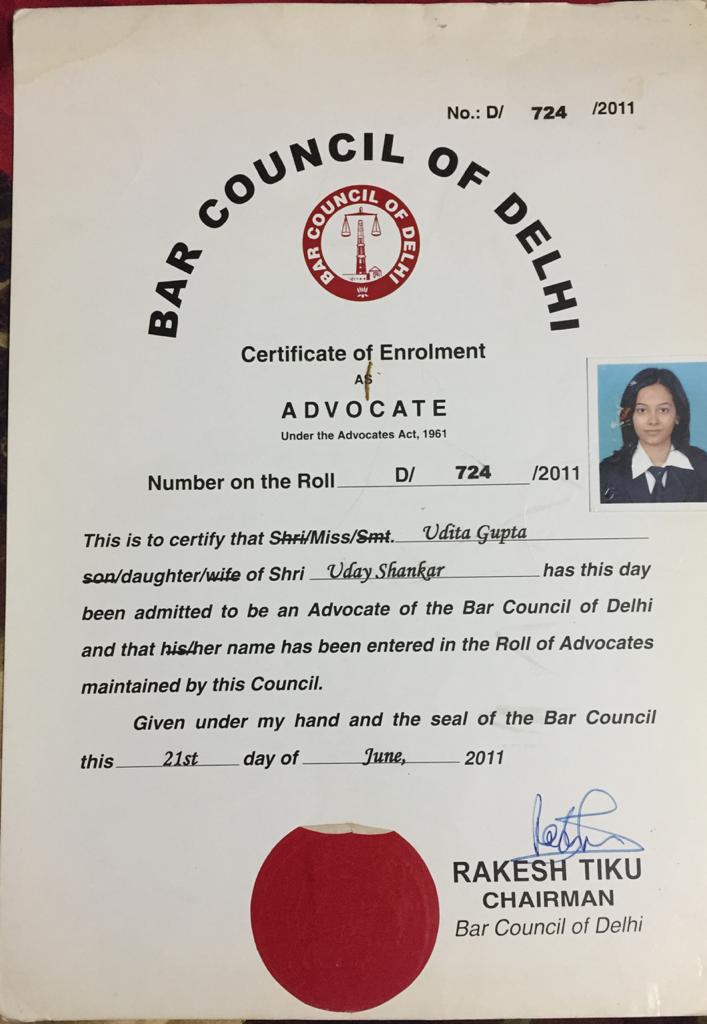 No.: D/ 724 /2011
BAR COUNCIL OF DELHI
BAR COUNCIL OF DELHI
Certificate of Enrolment
AS
ADVOCATE
Under the Advocates Act, 1961
Number on the Roll D/ 724 /2011
This is to certify that Shri/Miss/Smt. Udita Gupta
son/daughter/wife of Shri Uday Shankar has this day
been admitted to be an Advocate of the Bar Council of Delhi
and that his/her name has been entered in the Roll of Advocates
maintained by this Council.
Given under my hand and the seal of the Bar Council
this 21st day of June, 2011
RAKESH TIKU
CHAIRMAN
Bar Council of Delhi